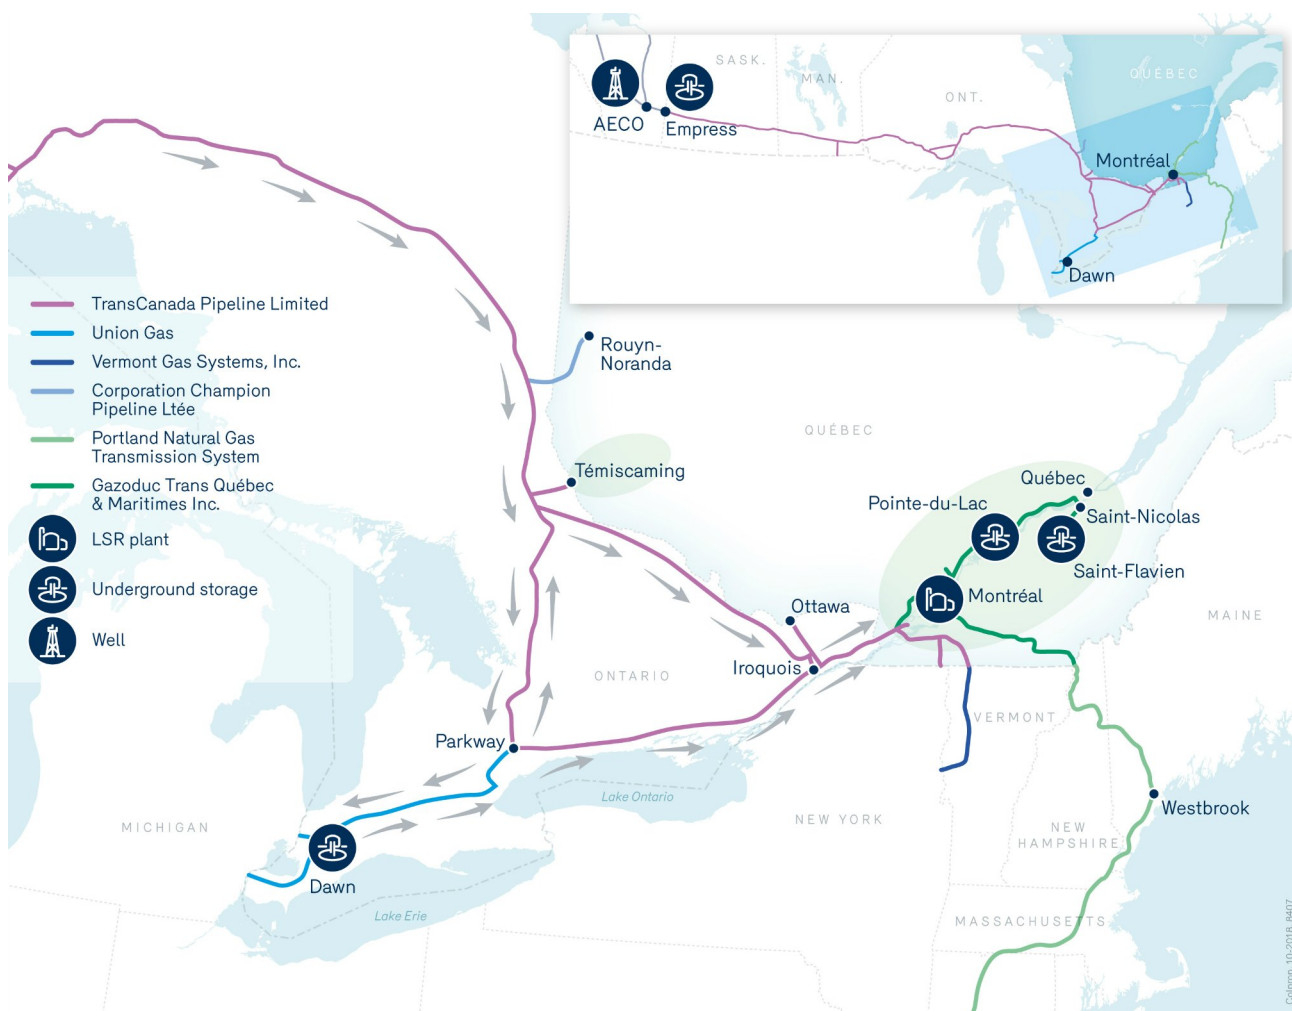 SASK.
MAN.
ONT.
QUÉBEC
AECO
Empress
Montréal
Dawn
TransCanada Pipeline Limited
Union Gas
Vermont Gas Systems, Inc.
Corporation Champion
Pipeline Ltée
Portland Natural Gas
Transmission System
Gazoduc Trans Québec
& Maritimes Inc.
LSR plant
Underground storage
Well
Rouyn-
Noranda
QUÉBEC
Témiscaming
Québec
Pointe-du-Lac
Saint-Nicolas
Saint-Flavien
Montréal
Ottawa
MAINE
Iroquois
ONTARIO
VERMONT
Parkway
Lake Ontario
Westbrook
NEW YORK
MICHIGAN
NEW
HAMPSHIRE
Dawn
Lake Erie
MASSACHUSETTS